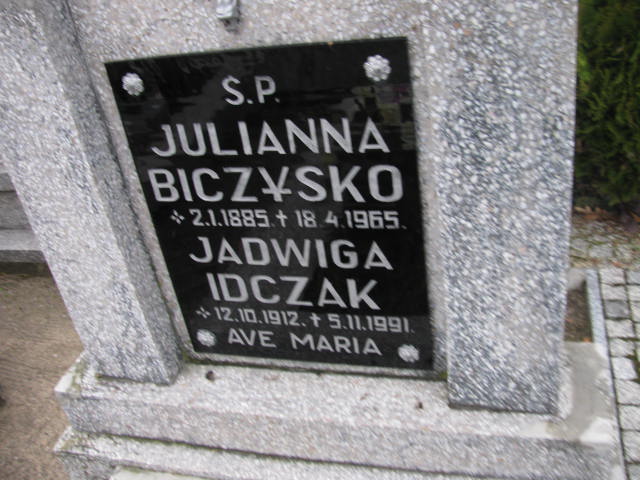 S.P.
JULIANNA
BICZYSKO
* 2.1.1885. + 18.4.1965.
JADWIGA
IDCZAK
* 12.10.1912. + 5.11.1991.
AVE MARIA